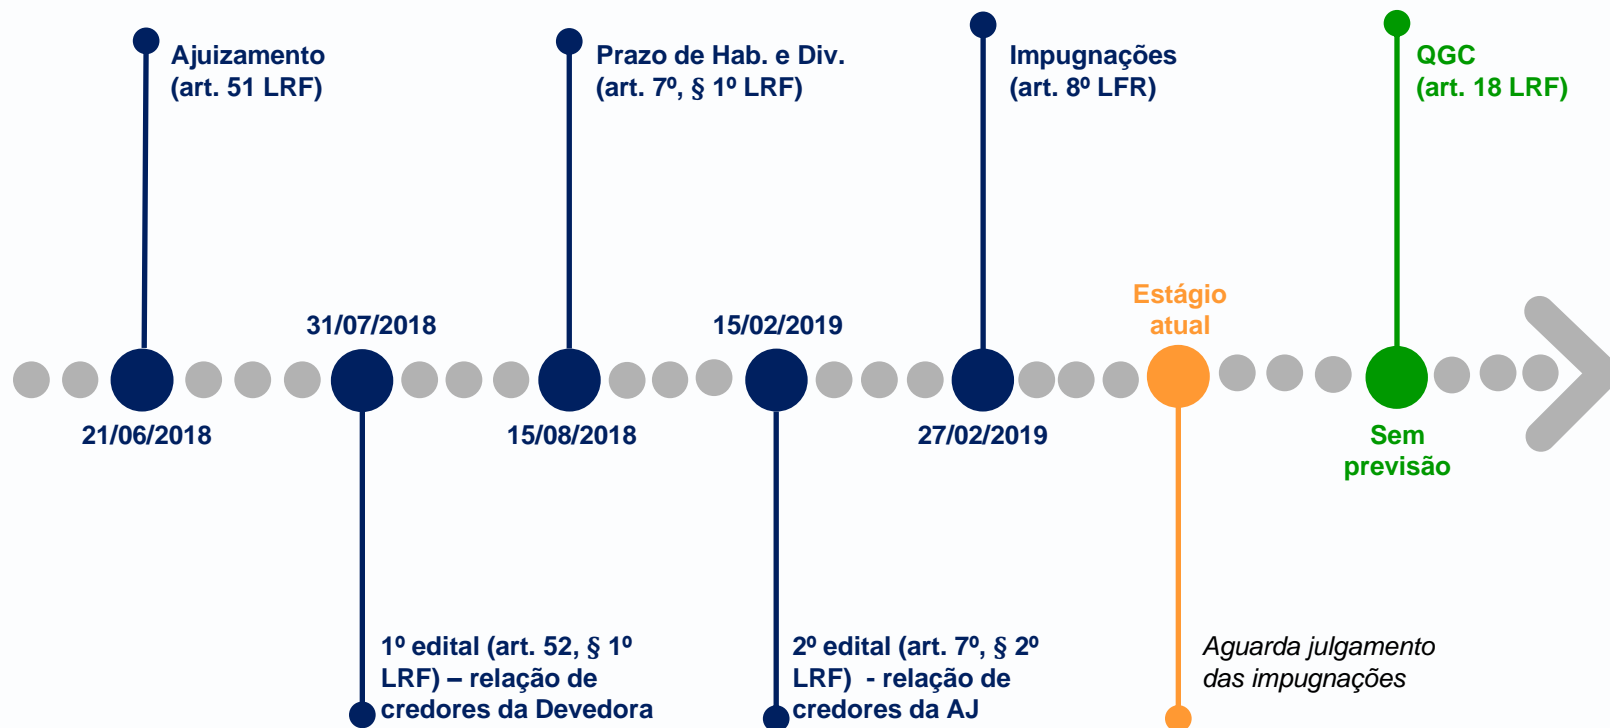 Ajuizamento
(art. 51 LRF)
Prazo de Hab. e Div.
(art. 7º, § 1º LRF)
Impugnações
(art. 8º LFR)
QGC
(art. 18 LRF)
31/07/2018
15/02/2019
Estágio
atual
21/06/2018
15/08/2018
27/02/2019
Sem
previsão
1º edital (art. 52, § 1º
LRF) – relação de
credores da Devedora
2º edital (art. 7º, § 2º
LRF)  - relação de
credores da AJ
Aguarda julgamento
das impugnações